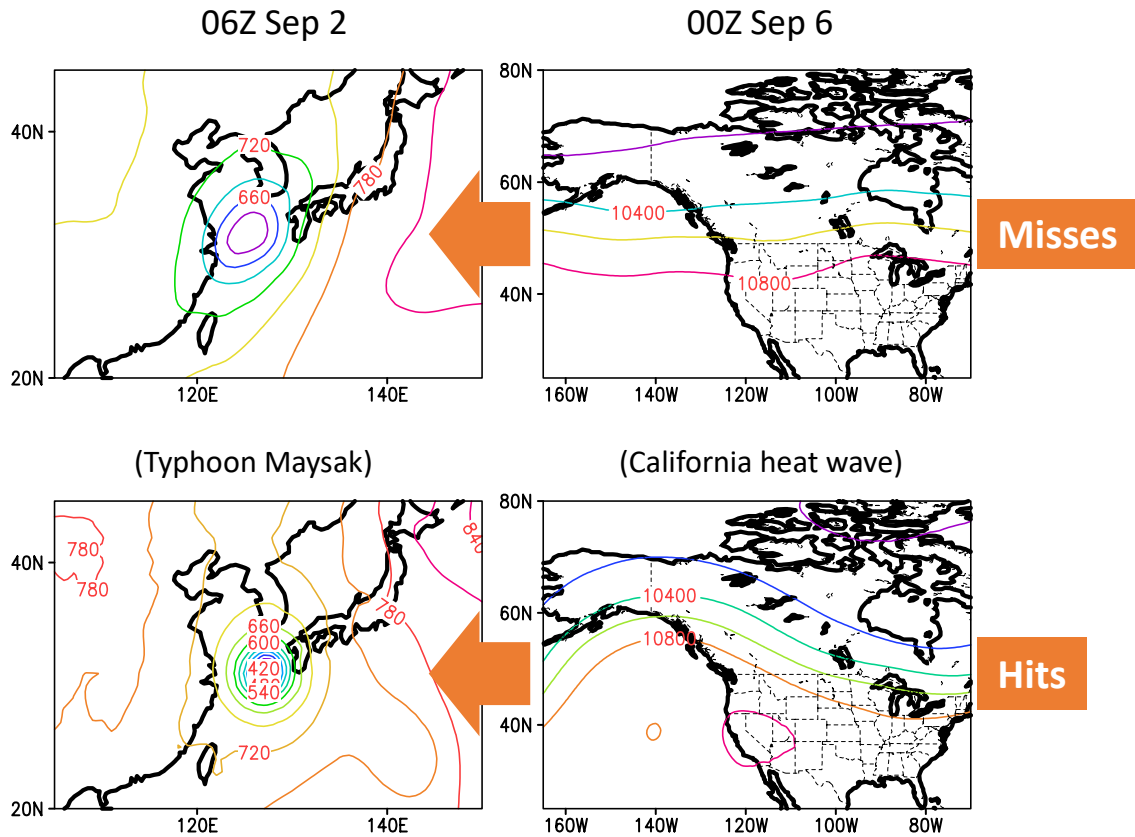 06Z Sep 2
00Z Sep 6
40N
20N
120E
140E
720
660
780
80N
60N
40N
160W
140W
120W
100W
80W
10400
10800
Misses
(Typhoon Maysak)
(California heat wave)
40N
20N
120E
140E
780
780
660
600
420
540
720
780
840
80N
60N
40N
160W
140W
120W
100W
80W
10400
10800
Hits